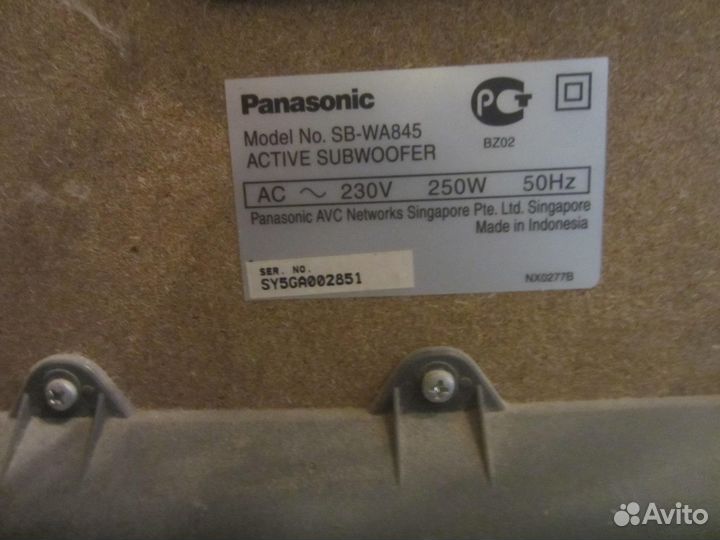 Panasonic
Model No. SB-WA845
ACTIVE SUBWOOFER
BZ02
AC ~ 230V 250W 50Hz
Panasonic AVC Networks Singapore Pte. Ltd. Singapore
Made in Indonesia
SER. NO.
SY5GA002851
NX0277B
Avito